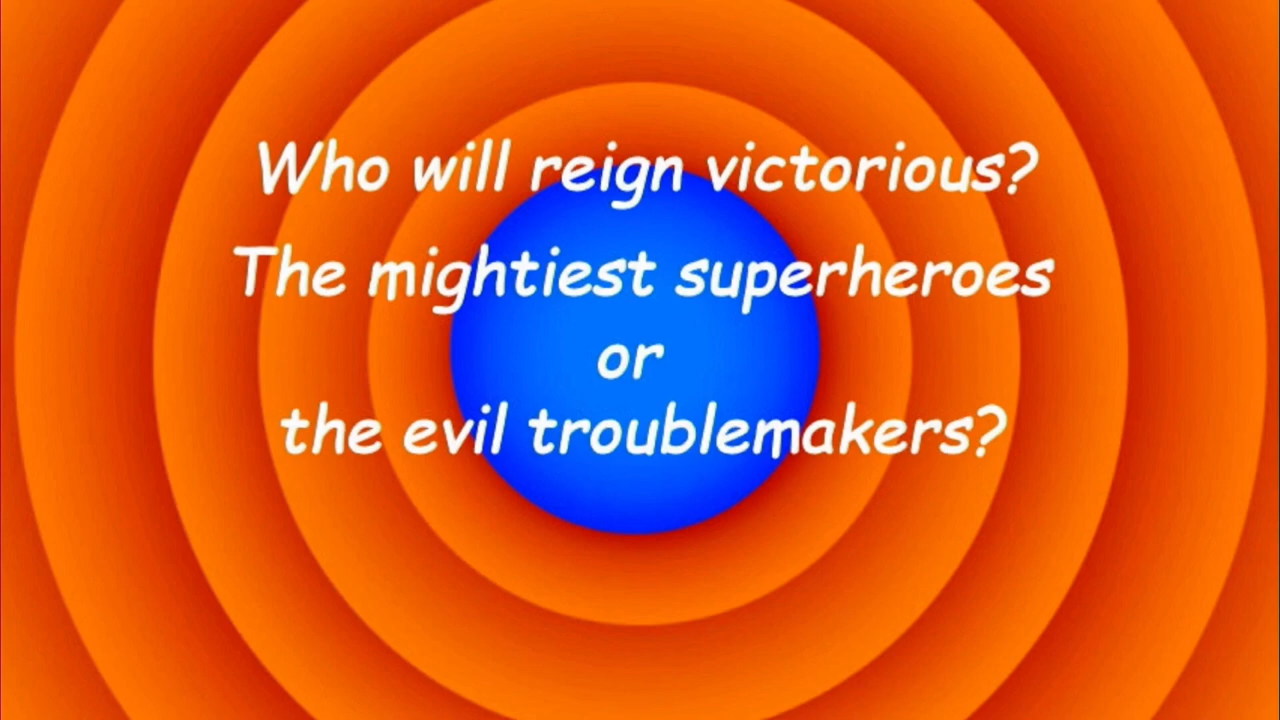 Who will reign victorious?
The mightiest superheroes
or
the evil troublemakers?